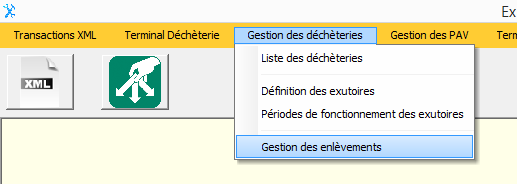 Ex
Transactions XML Terminal Déchèterie Gestion des déchèteries Gestion des PAV Term
Liste des déchèteries
XML
Définition des exutoires
Périodes de fonctionnement des exutoires
Gestion des enlèvements